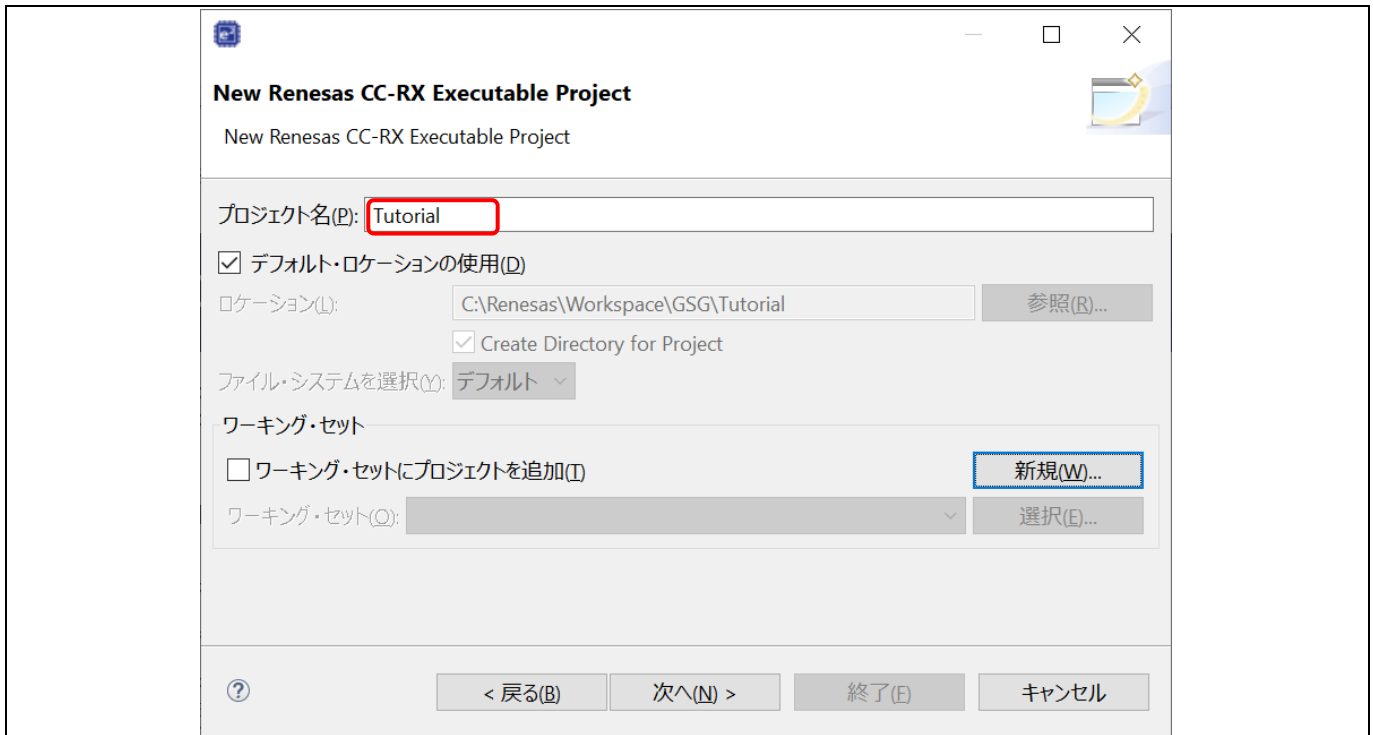 New Renesas CC-RX Executable Project
New Renesas CC-RX Executable Project
プロジェクト名(P): Tutorial
デフォルト・ロケーションの使用(D)
ロケーション(L): C:\Renesas\Workspace\GSG\Tutorial 参照(R)...
Create Directory for Project
ファイル・システムを選択(Y): デフォルト
ワーキング・セット
ワーキング・セットにプロジェクトを追加(T) 新規(W)...
ワーキング・セット(O): 選択(E)...
< 戻る(B) 次へ(N) > 終了(F) キャンセル